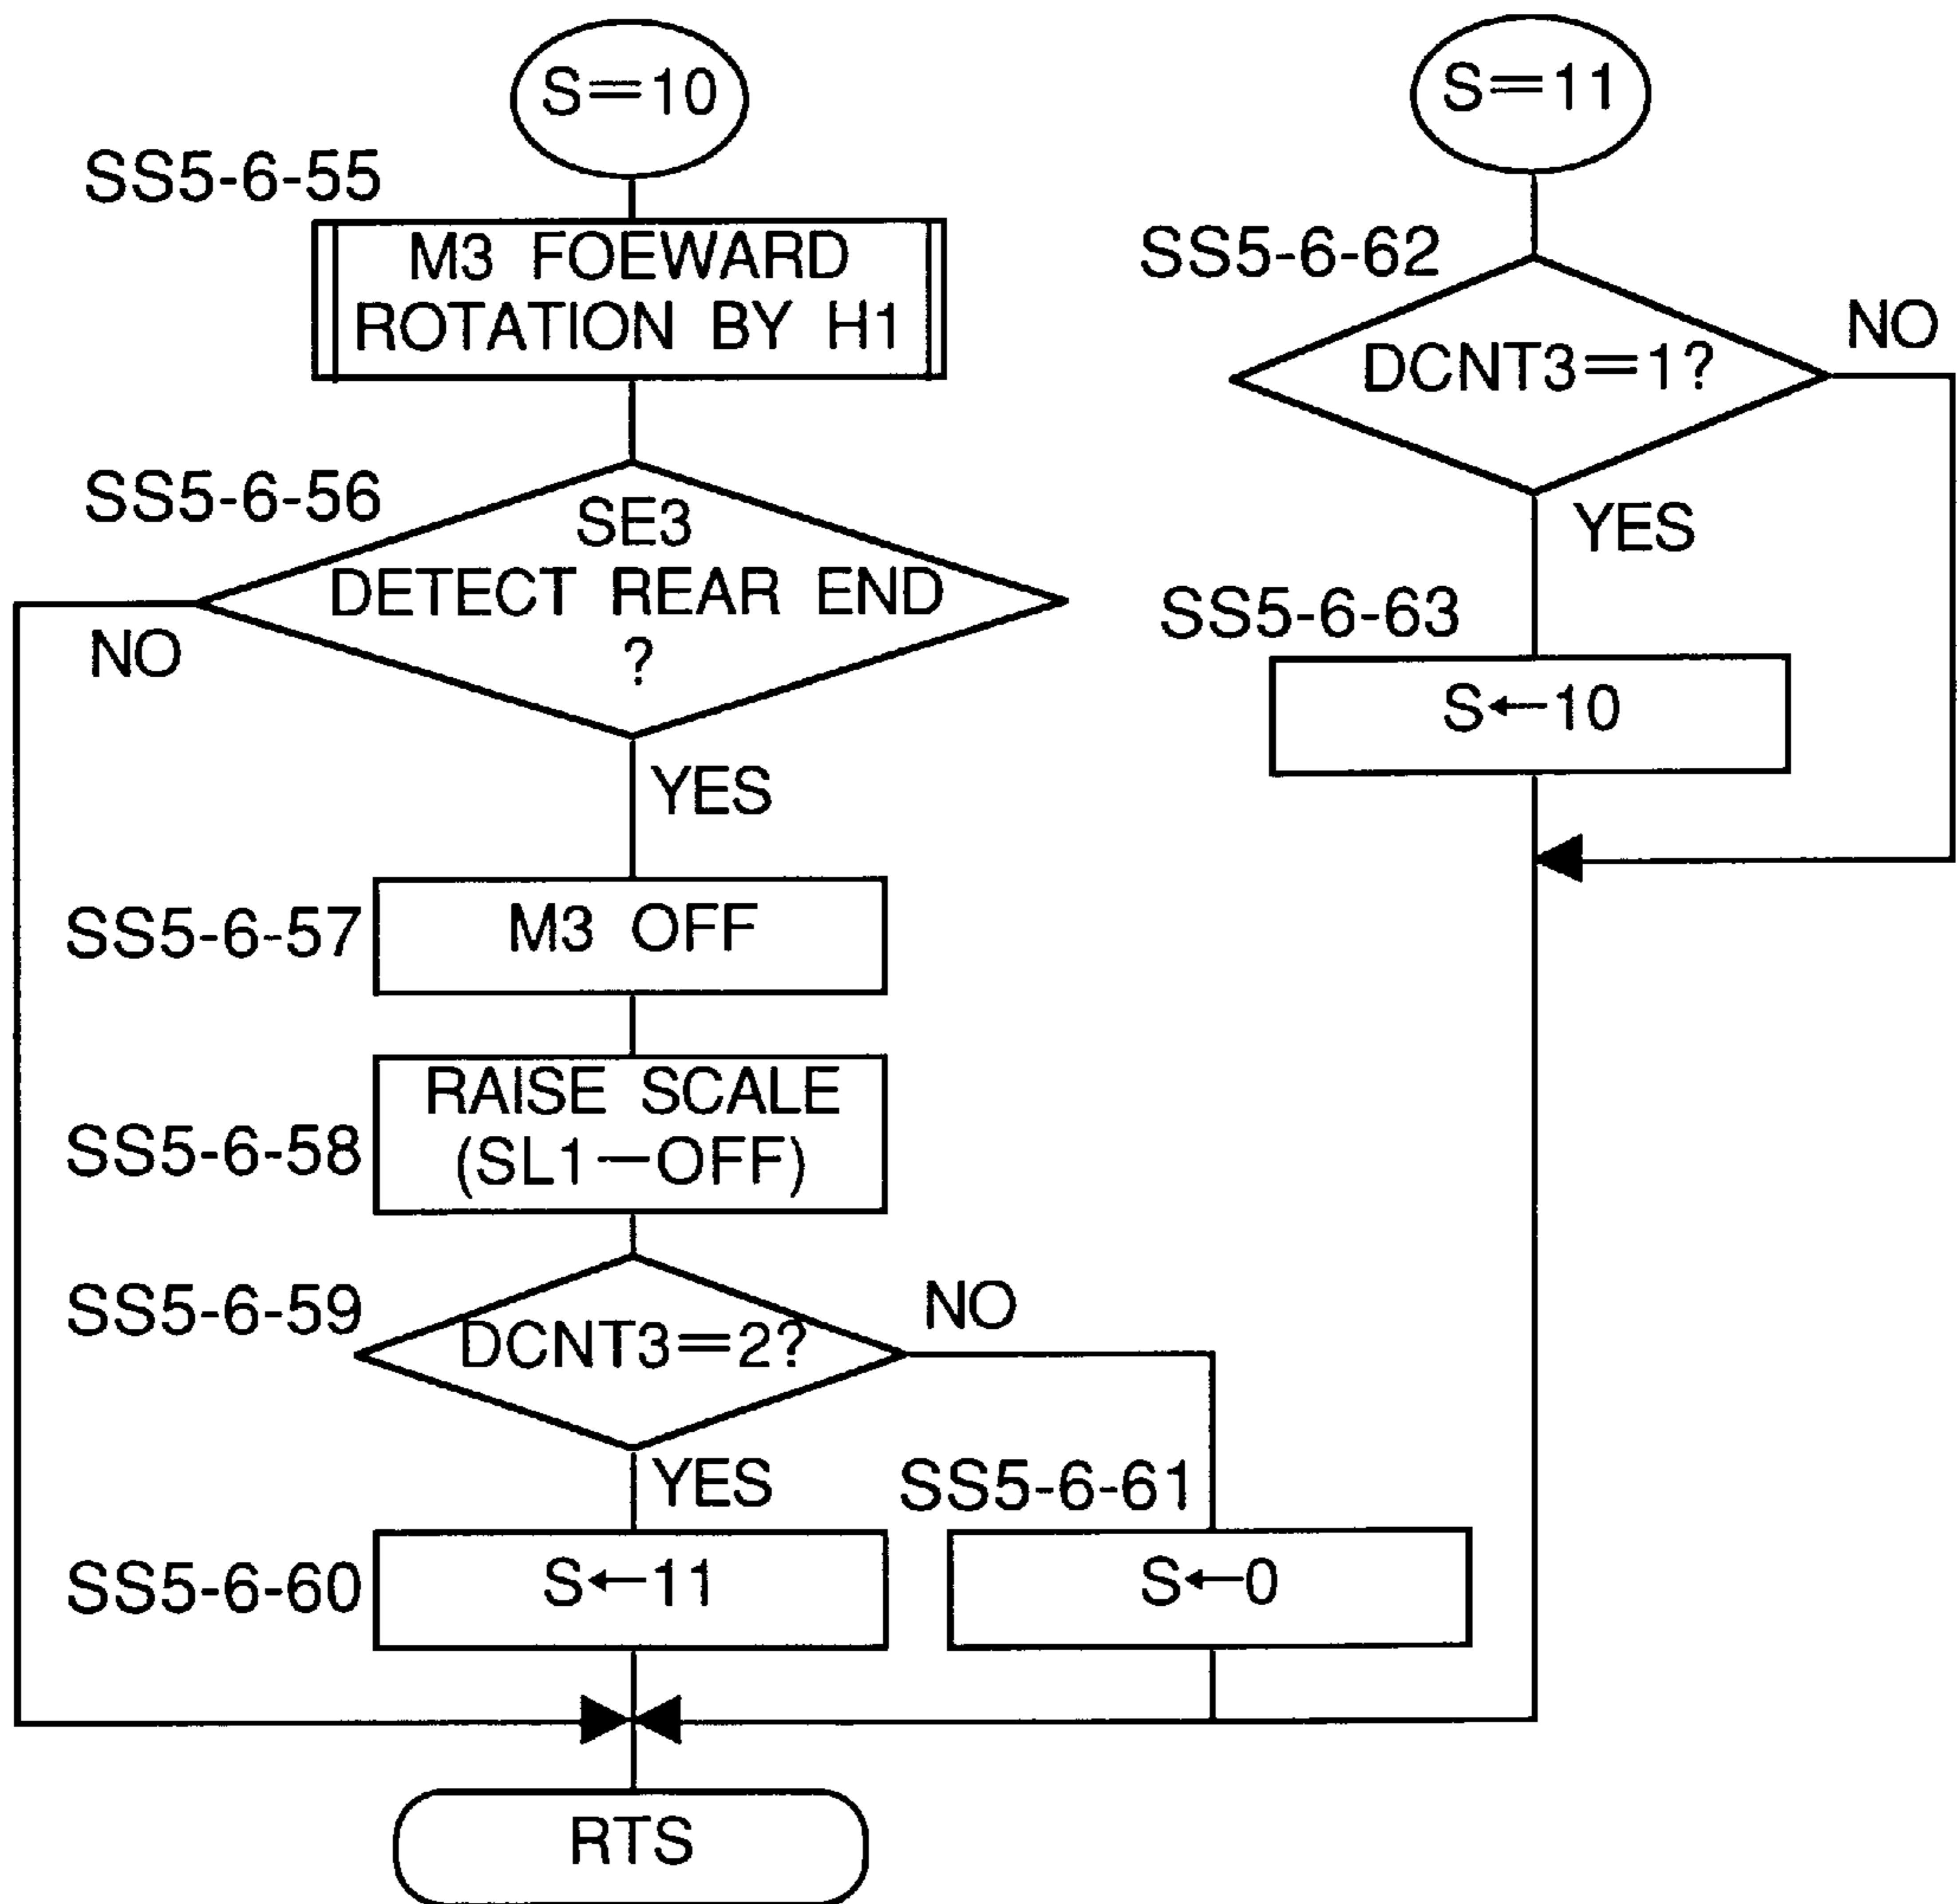 S=10
SS5-6-55
M3 FOEWARD
ROTATION BY H1
SS5-6-56
SE3
DETECT REAR END
?
NO
YES
SS5-6-57
M3 OFF
SS5-6-58
RAISE SCALE
(SL1-OFF)
SS5-6-59
DCNT3=2?
NO
YES
SS5-6-60
S←11
SS5-6-61
S←0
RTS
S=11
SS5-6-62
DCNT3=1?
NO
YES
SS5-6-63
S←10